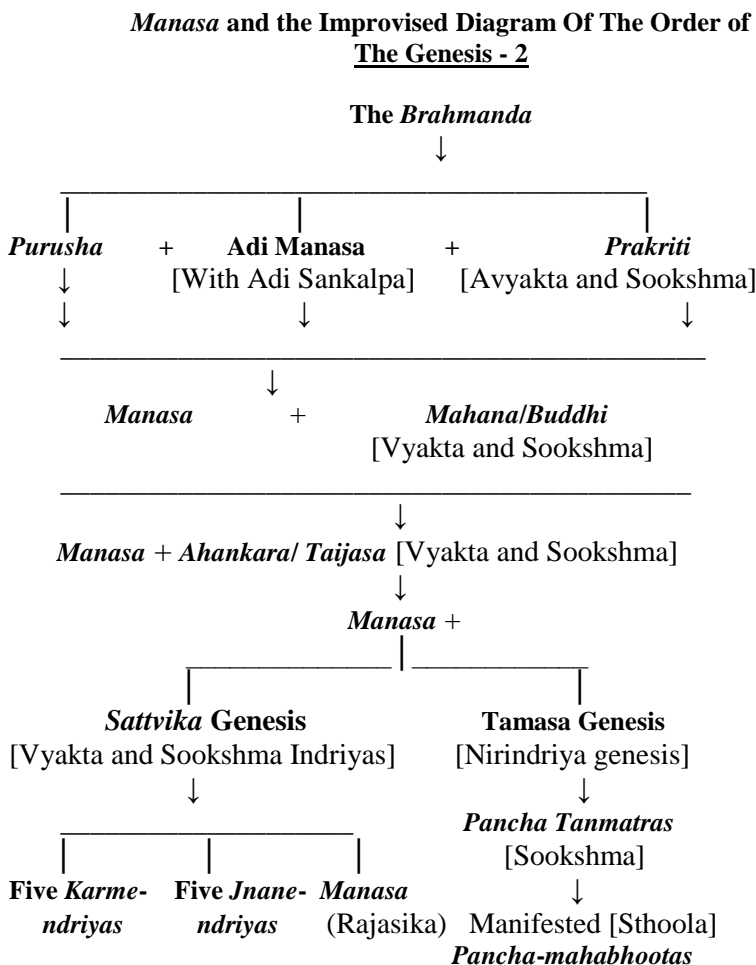 Manasa and the Improvised Diagram Of The Order of
The Genesis - 2
The Brahmanda
↓
Purusha + Adi Manasa + Prakriti
↓ [With Adi Sankalpa] [Avyakta and Sookshma]
↓ ↓ ↓
↓
Manasa + Mahana/Buddhi
[Vyakta and Sookshma]
↓
Manasa + Ahankara/ Taijasa [Vyakta and Sookshma]
↓
Manasa +
Sattvika Genesis Tamasa Genesis
[Vyakta and Sookshma Indriyas] [Nirindriya genesis]
↓ ↓
Pancha Tanmatras
[Sookshma]
Five Karme- Five Jnane- Manasa ↓
ndriyas ndriyas (Rajasika) Manifested [Sthoola]
Pancha-mahabhootas